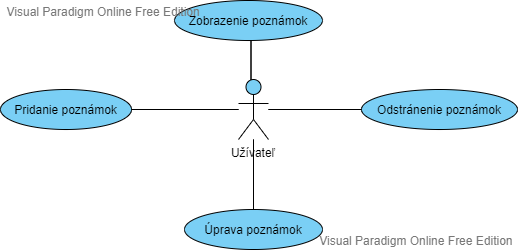 Visual Paradigm Online Free Edition
Zobrazenie poznámok
Pridanie poznámok
Odstránenie poznámok
Užívateľ
Úprava poznámok
Visual Paradigm Online Free Edition